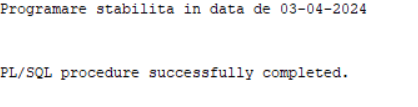 Programare stabilita in data de 03-04-2024
PL/SQL procedure successfully completed.